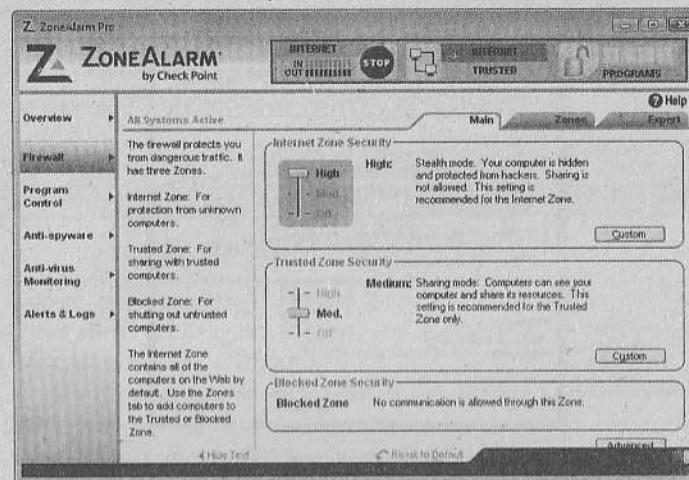 ZoneAlarm Pro
Z ZONEALARM®
by Check Point
INTERNET
IN
OUT
STOP
INTERNET
TRUSTED
PROGRAMS
Help
Overview
Firewall
Program
Control
Anti-spyware
Anti-virus
Monitoring
Alerts & Logs
All Systems Active
Main
Zones
Expert
The firewall protects you
from dangerous traffic. It
has three Zones.
Internet Zone: For
protection from unknown
computers.
Trusted Zone: For
sharing with trusted
computers.
Blocked Zone: For
shutting out untrusted
computers.
The Internet Zone
contains all of the
computers on the Web by
default. Use the Zones
tab to add computers to
the Trusted or Blocked
Zone.
Internet Zone Security
High
Med.
Off
High: Stealth mode. Your computer is hidden
and protected from hackers. Sharing is
not allowed. This setting is
recommended for the Internet Zone.
Custom
Trusted Zone Security
High
Med.
Off
Medium: Sharing mode: Computers can see your
computer and share its resources. This
setting is recommended for the Trusted
Zone only.
Custom
Blocked Zone Security
Blocked Zone No communication is allowed through this Zone.
Advanced
Hide Text
Reset to Default